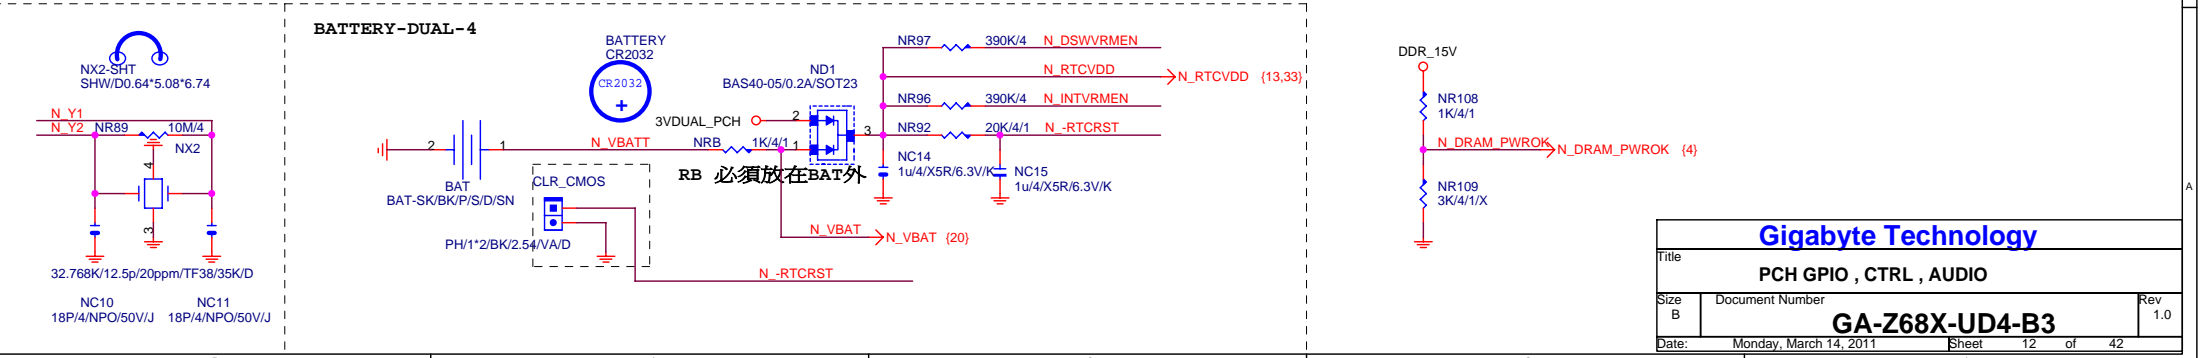 BATTERY-DUAL-4
NX2-SHT
SHW/D0.64*5.08*6.74
N_Y1
N_Y2
NR89
10M/4
NX2
4
3
32.768K/12.5p/20ppm/TF38/35K/D
NC10
18P/4/NPO/50V/J
NC11
18P/4/NPO/50V/J
BATTERY
CR2032
CR2032
+
2
1
BAT
BAT-SK/BK/P/S/D/SN
N_VBATT
NRB
1K/4/1
3VDUAL_PCH
ND1
BAS40-05/0.2A/SOT23
2
1
3
RB 必須放在BAT外
CLR_CMOS
PH/1*2/BK/2.54/VA/D
N_VBAT
N_VBAT {20}
N_-RTCRST
NR97
390K/4
N_DSWVRMEN
N_RTCVDD
N_RTCVDD {13,33}
NR96
390K/4
N_INTVRMEN
NR92
20K/4/1
N_-RTCRST
NC14
1u/4/X5R/6.3V/K
NC15
1u/4/X5R/6.3V/K
DDR_15V
NR108
1K/4/1
N_DRAM_PWROK
N_DRAM_PWROK {4}
NR109
3K/4/1/X
A
Gigabyte Technology
Title
PCH GPIO , CTRL , AUDIO
Size
B
Document Number
GA-Z68X-UD4-B3
Rev
1.0
Date: Monday, March 14, 2011 Sheet 12 of 42